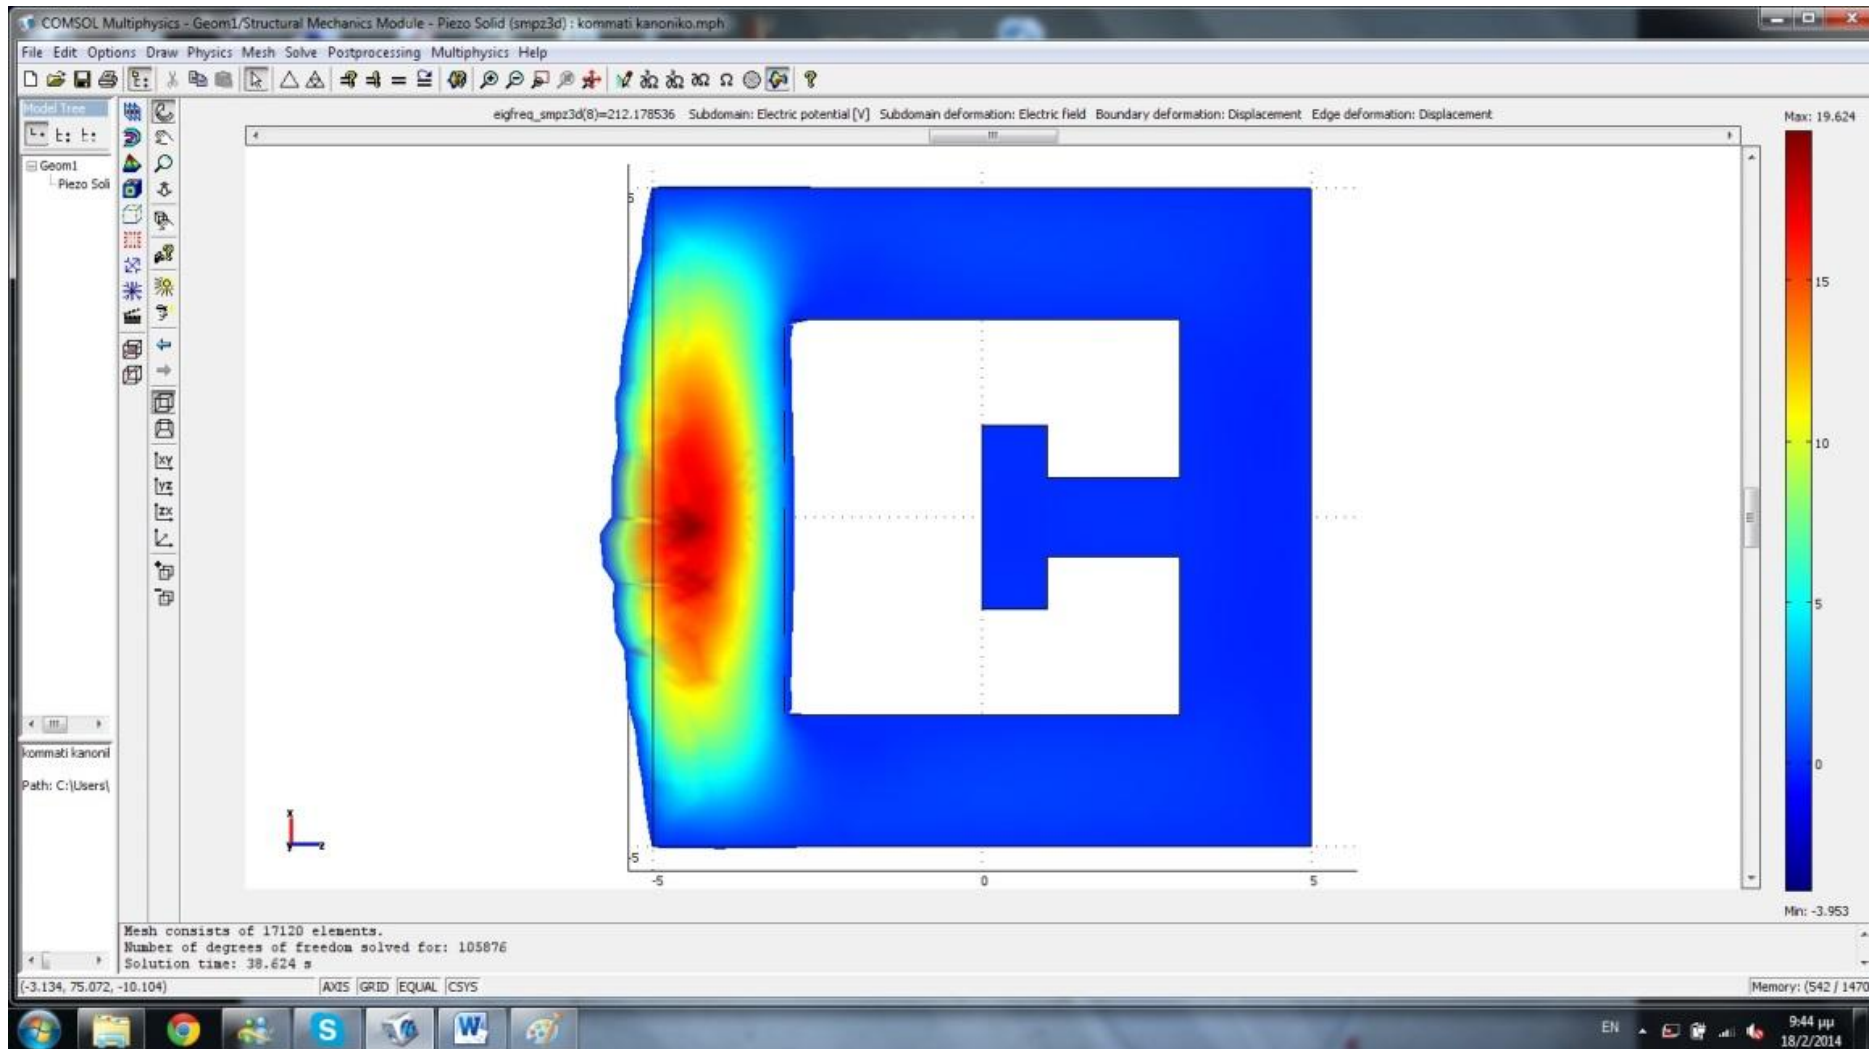 COMSOL Multiphysics - Geom1/Structural Mechanics Module - Piezo Solid (smpz3d) : kommati kanoniko.mph
File Edit Options Draw Physics Mesh Solve Postprocessing Multiphysics Help
Model Tree
Geom1
Piezo Soli
eigfreq_smpz3d(8)=212.178536 Subdomain: Electric potential [V] Subdomain deformation: Electric field Boundary deformation: Displacement Edge deformation: Displacement
Max: 19.624
15
10
5
0
Min: -3.953
5
-5
-5
0
5
x
y
z
xy
yz
zx
kommati kanonil
Path: C:\Users\
Mesh consists of 17120 elements.
Number of degrees of freedom solved for: 105876
Solution time: 38.624 s
(-3.134, 75.072, -10.104)
AXIS GRID EQUAL CSYS
Memory: (542 / 1470
EN
9:44 μμ
18/2/2014